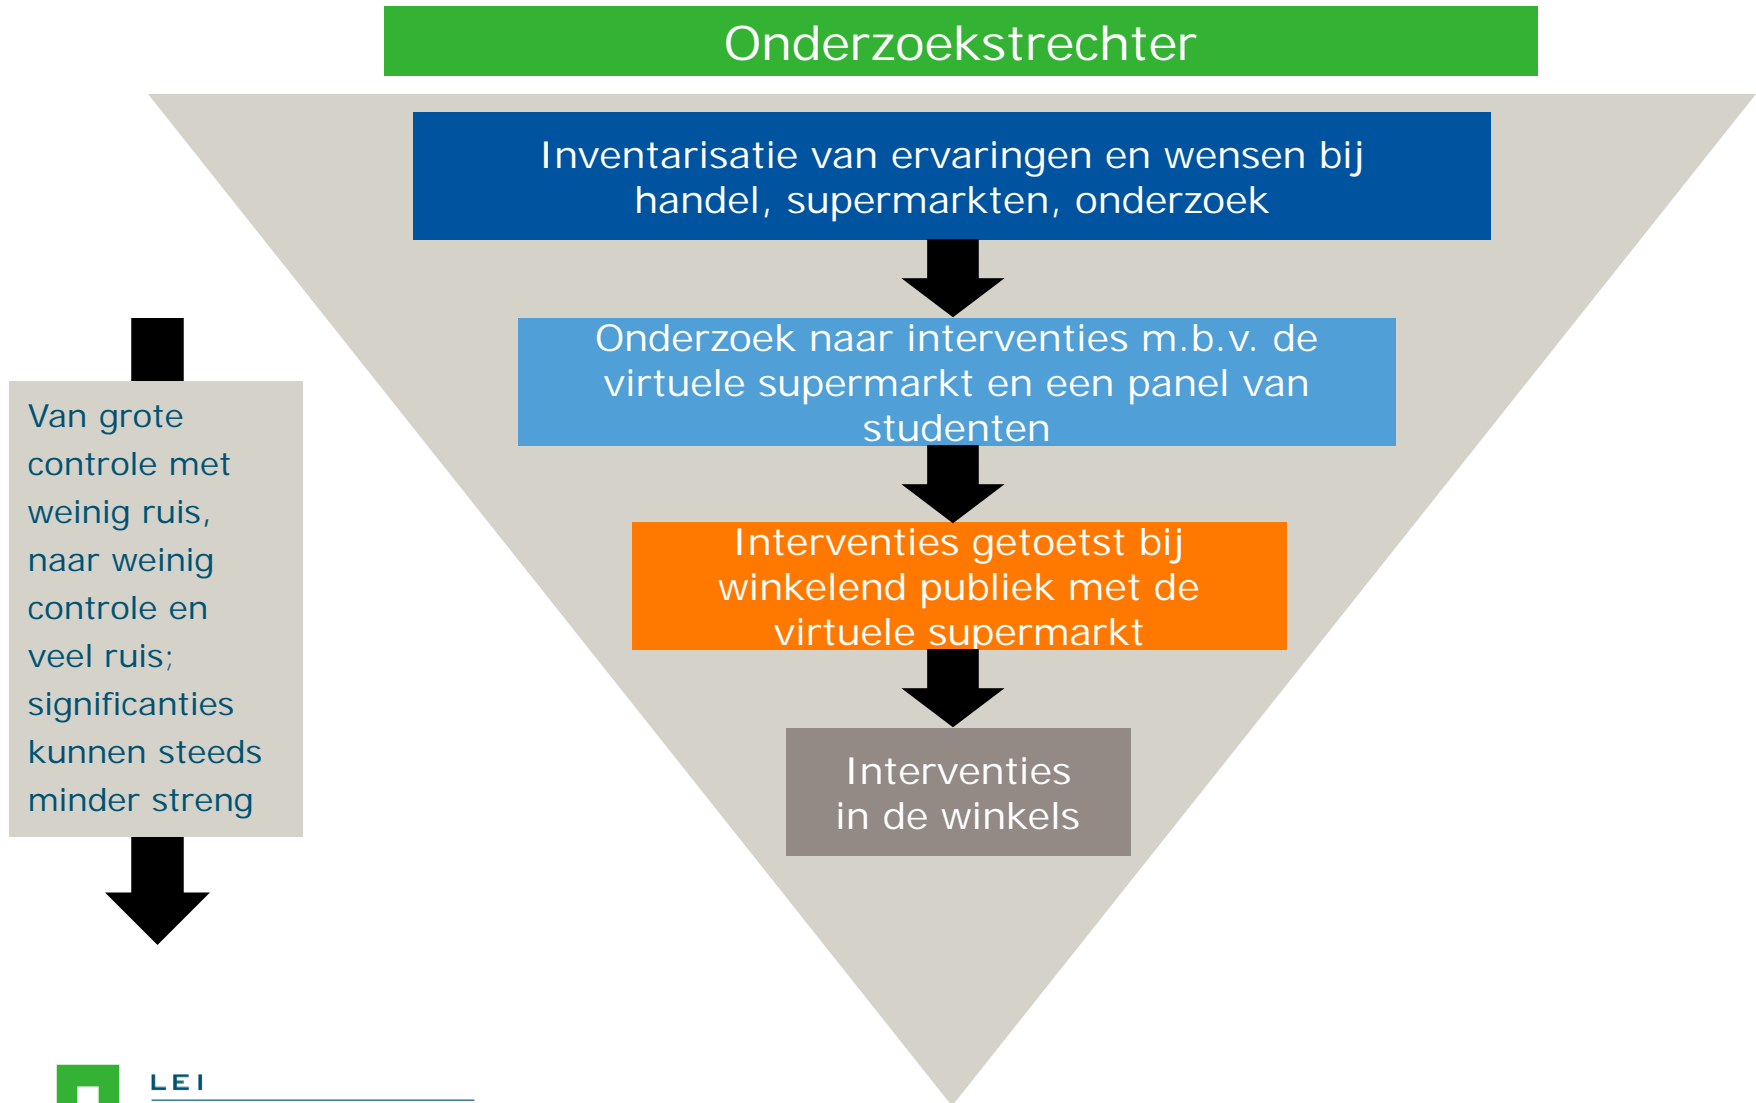 Onderzoekstrechter
Inventarisatie van ervaringen en wensen bij
handel, supermarkten, onderzoek
Onderzoek naar interventies m.b.v. de
virtuele supermarkt en een panel van
studenten
Interventies getoetst bij
winkelend publiek met de
virtuele supermarkt
Interventies
in de winkels
Van grote
controle met
weinig ruis,
naar weinig
controle en
veel ruis;
significanties
kunnen steeds
minder streng
LEI